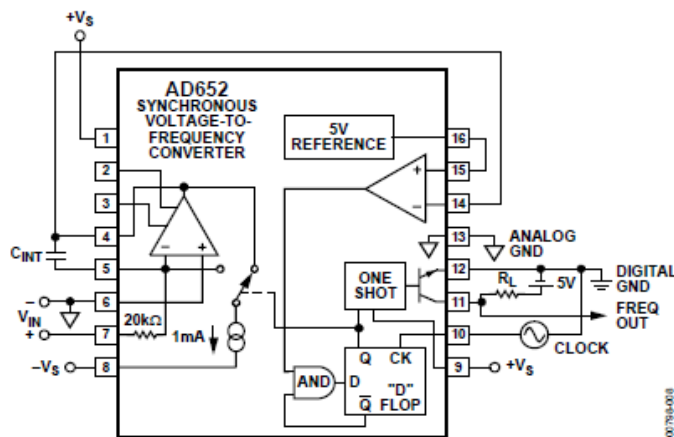 +VS
AD652
SYNCHRONOUS
VOLTAGE-TO-
FREQUENCY
CONVERTER
5V
REFERENCE
1
2
3
4
5
6
7
8
16
15
14
13
12
11
10
9
+
−
−
+
CINT
−
VIN
+
20kΩ
1mA
−VS
ANALOG
GND
ONE
SHOT
RL
5V
DIGITAL
GND
FREQ
OUT
CLOCK
+VS
AND
D
Q
CK
"D"
FLOP
Q̅
00798-008